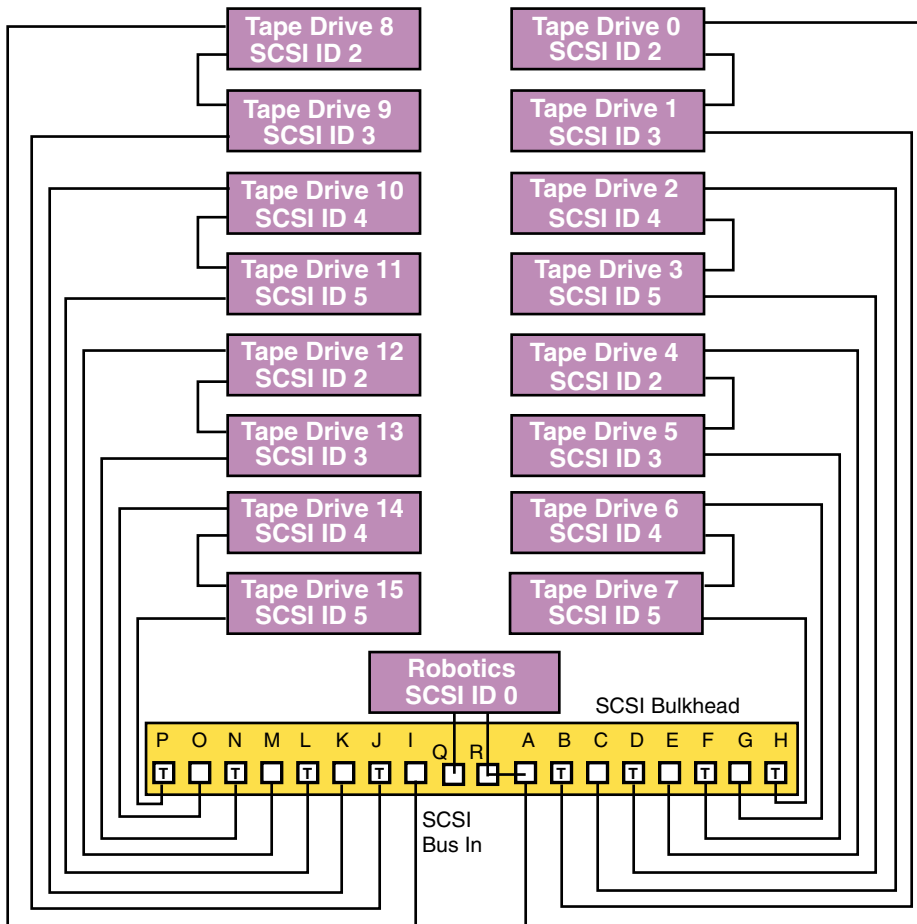 Tape Drive 8
SCSI ID 2
Tape Drive 0
SCSI ID 2
Tape Drive 9
SCSI ID 3
Tape Drive 1
SCSI ID 3
Tape Drive 10
SCSI ID 4
Tape Drive 2
SCSI ID 4
Tape Drive 11
SCSI ID 5
Tape Drive 3
SCSI ID 5
Tape Drive 12
SCSI ID 2
Tape Drive 4
SCSI ID 2
Tape Drive 13
SCSI ID 3
Tape Drive 5
SCSI ID 3
Tape Drive 14
SCSI ID 4
Tape Drive 6
SCSI ID 4
Tape Drive 15
SCSI ID 5
Tape Drive 7
SCSI ID 5
Robotics
SCSI ID 0
SCSI Bulkhead
P O N M L K J I Q R A B C D E F G H
T T T T T T T T
SCSI
Bus In